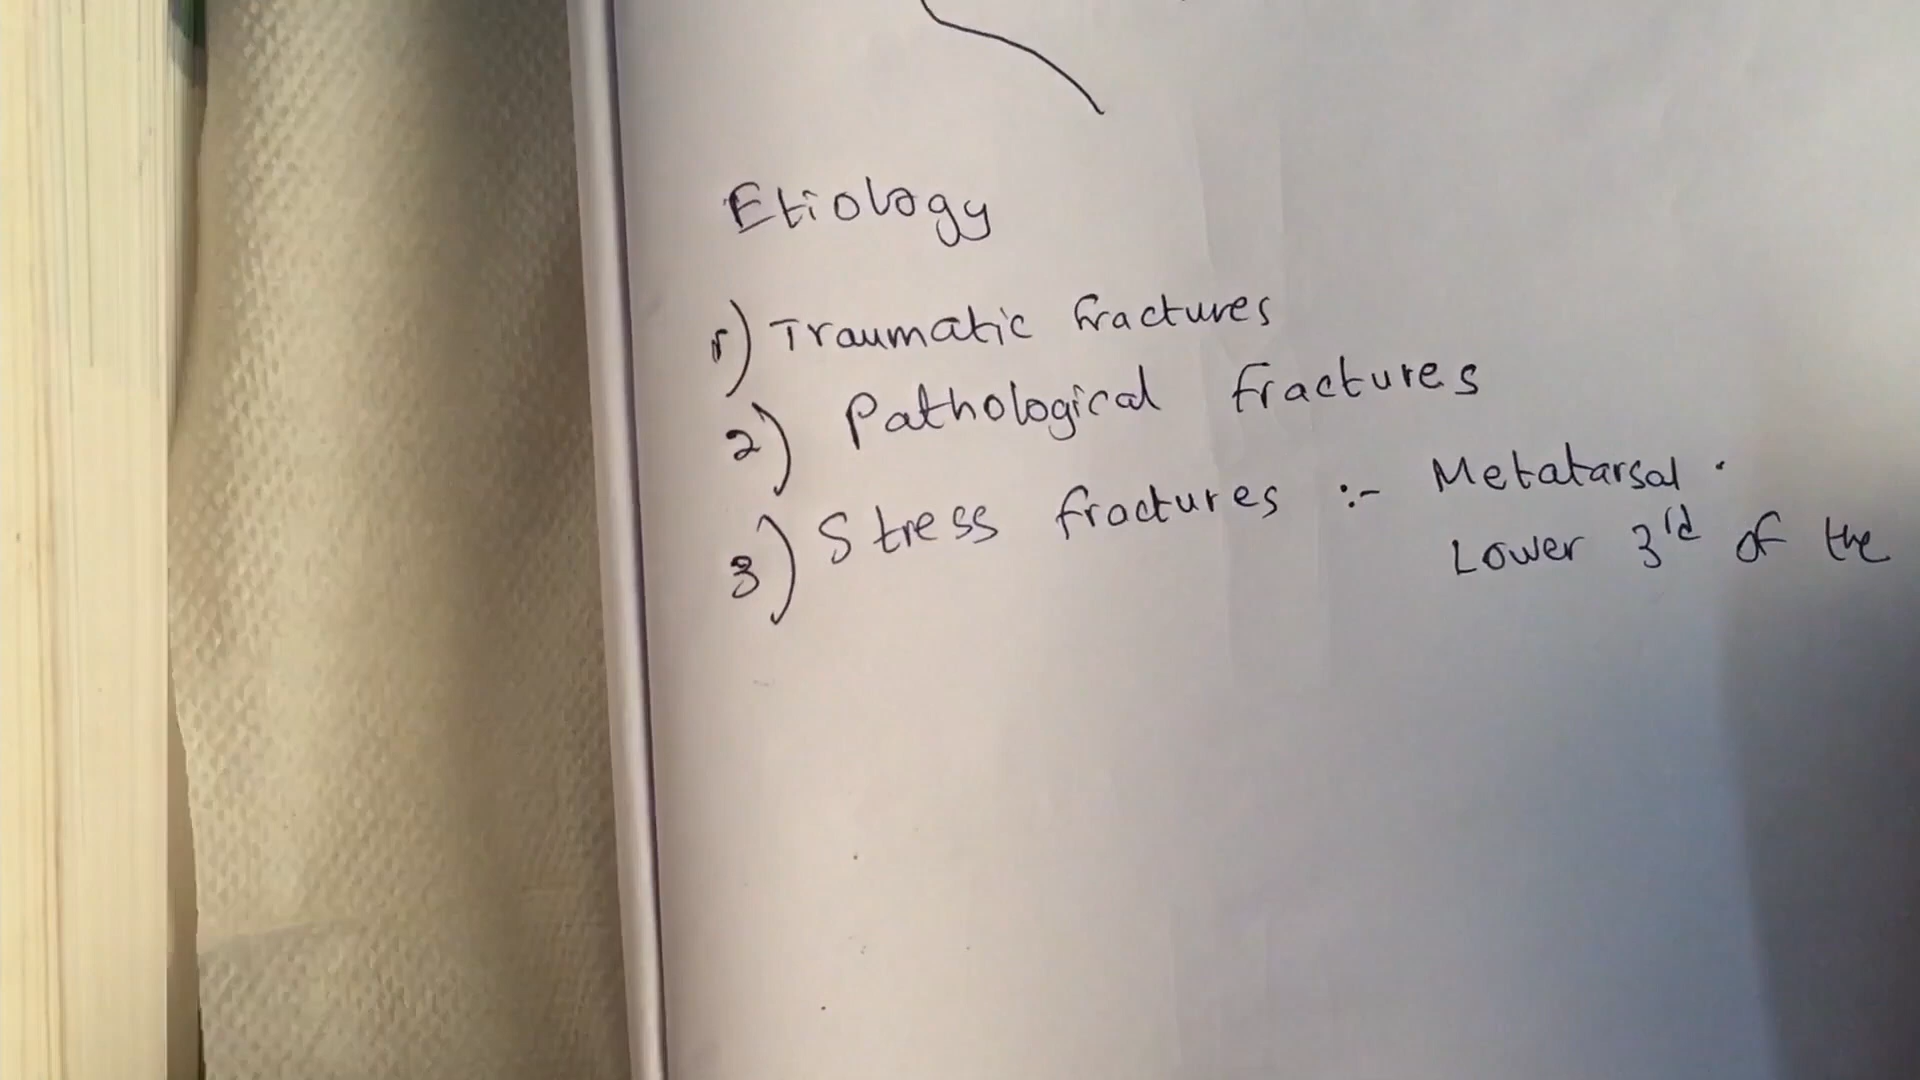 Etiology
1) Traumatic fractures
2) Pathological fractures
3) Stress fractures :- Metatarsal.
Lower 3rd of the